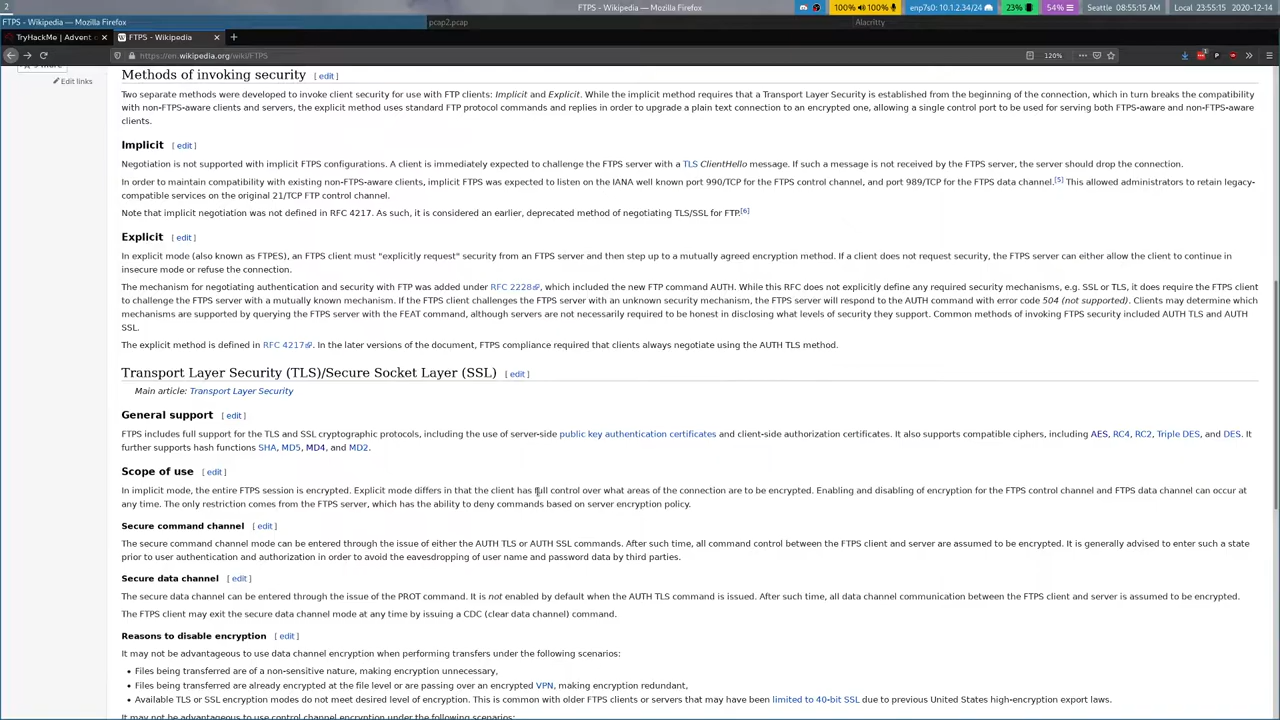 2
FTPS - Wikipedia — Mozilla Firefox
100% 100%
enp7s0: 10.1.2.34/24
23%
54%
Seattle: 08:55:15
Local: 23:55:15
2020-12-14
FTPS - Wikipedia — Mozilla Firefox
pcap2.pcap
Alacritty
TryHackMe | Advent
FTPS - Wikipedia
https://en.wikipedia.org/wiki/FTPS
120%
Edit links
Methods of invoking security [ edit ]
Two separate methods were developed to invoke client security for use with FTP clients: Implicit and Explicit. While the implicit method requires that a Transport Layer Security is established from the beginning of the connection, which in turn breaks the compatibility
with non-FTPS-aware clients and servers, the explicit method uses standard FTP protocol commands and replies in order to upgrade a plain text connection to an encrypted one, allowing a single control port to be used for serving both FTPS-aware and non-FTPS-aware
clients.
Implicit [ edit ]
Negotiation is not supported with implicit FTPS configurations. A client is immediately expected to challenge the FTPS server with a TLS ClientHello message. If such a message is not received by the FTPS server, the server should drop the connection.
In order to maintain compatibility with existing non-FTPS-aware clients, implicit FTPS was expected to listen on the IANA well known port 990/TCP for the FTPS control channel, and port 989/TCP for the FTPS data channel.[5] This allowed administrators to retain legacy-
compatible services on the original 21/TCP FTP control channel.
Note that implicit negotiation was not defined in RFC 4217. As such, it is considered an earlier, deprecated method of negotiating TLS/SSL for FTP.[6]
Explicit [ edit ]
In explicit mode (also known as FTPES), an FTPS client must "explicitly request" security from an FTPS server and then step up to a mutually agreed encryption method. If a client does not request security, the FTPS server can either allow the client to continue in
insecure mode or refuse the connection.
The mechanism for negotiating authentication and security with FTP was added under RFC 2228, which included the new FTP command AUTH. While this RFC does not explicitly define any required security mechanisms, e.g. SSL or TLS, it does require the FTPS client
to challenge the FTPS server with a mutually known mechanism. If the FTPS client challenges the FTPS server with an unknown security mechanism, the FTPS server will respond to the AUTH command with error code 504 (not supported). Clients may determine which
mechanisms are supported by querying the FTPS server with the FEAT command, although servers are not necessarily required to be honest in disclosing what levels of security they support. Common methods of invoking FTPS security included AUTH TLS and AUTH
SSL.
The explicit method is defined in RFC 4217. In the later versions of the document, FTPS compliance required that clients always negotiate using the AUTH TLS method.
Transport Layer Security (TLS)/Secure Socket Layer (SSL) [ edit ]
Main article: Transport Layer Security
General support [ edit ]
FTPS includes full support for the TLS and SSL cryptographic protocols, including the use of server-side public key authentication certificates and client-side authorization certificates. It also supports compatible ciphers, including AES, RC4, RC2, Triple DES, and DES. It
further supports hash functions SHA, MD5, MD4, and MD2.
Scope of use [ edit ]
In implicit mode, the entire FTPS session is encrypted. Explicit mode differs in that the client has full control over what areas of the connection are to be encrypted. Enabling and disabling of encryption for the FTPS control channel and FTPS data channel can occur at
any time. The only restriction comes from the FTPS server, which has the ability to deny commands based on server encryption policy.
Secure command channel [ edit ]
The secure command channel mode can be entered through the issue of either the AUTH TLS or AUTH SSL commands. After such time, all command control between the FTPS client and server are assumed to be encrypted. It is generally advised to enter such a state
prior to user authentication and authorization in order to avoid the eavesdropping of user name and password data by third parties.
Secure data channel [ edit ]
The secure data channel can be entered through the issue of the PROT command. It is not enabled by default when the AUTH TLS command is issued. After such time, all data channel communication between the FTPS client and server is assumed to be encrypted.
The FTPS client may exit the secure data channel mode at any time by issuing a CDC (clear data channel) command.
Reasons to disable encryption [ edit ]
It may not be advantageous to use data channel encryption when performing transfers under the following scenarios:
• Files being transferred are of a non-sensitive nature, making encryption unnecessary,
• Files being transferred are already encrypted at the file level or are passing over an encrypted VPN, making encryption redundant,
• Available TLS or SSL encryption modes do not meet desired level of encryption. This is common with older FTPS clients or servers that may have been limited to 40-bit SSL due to previous United States high-encryption export laws.
It may not be advantageous to use control channel encryption under the following scenarios: